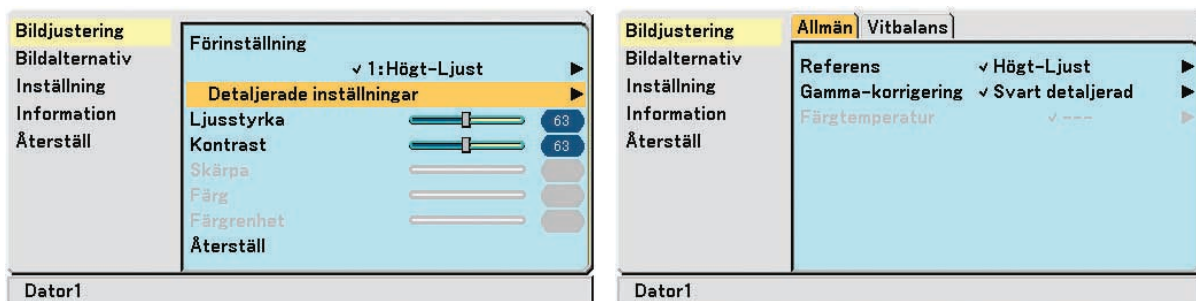 Bildjustering
Bildalternativ
Inställning
Information
Återställ
Förinställning
✓ 1:Högt-Ljust ▶
Detaljerade inställningar ▶
Ljusstyrka 63
Kontrast 63
Skärpa
Färg
Färgrenhet
Återställ
Dator1
Bildjustering
Bildalternativ
Inställning
Information
Återställ
Allmän Vitbalans
Referens ✓ Högt-Ljust ▶
Gamma-korrigering ✓ Svart detaljerad ▶
Färgtemperatur ✓ --- ▶
Dator1